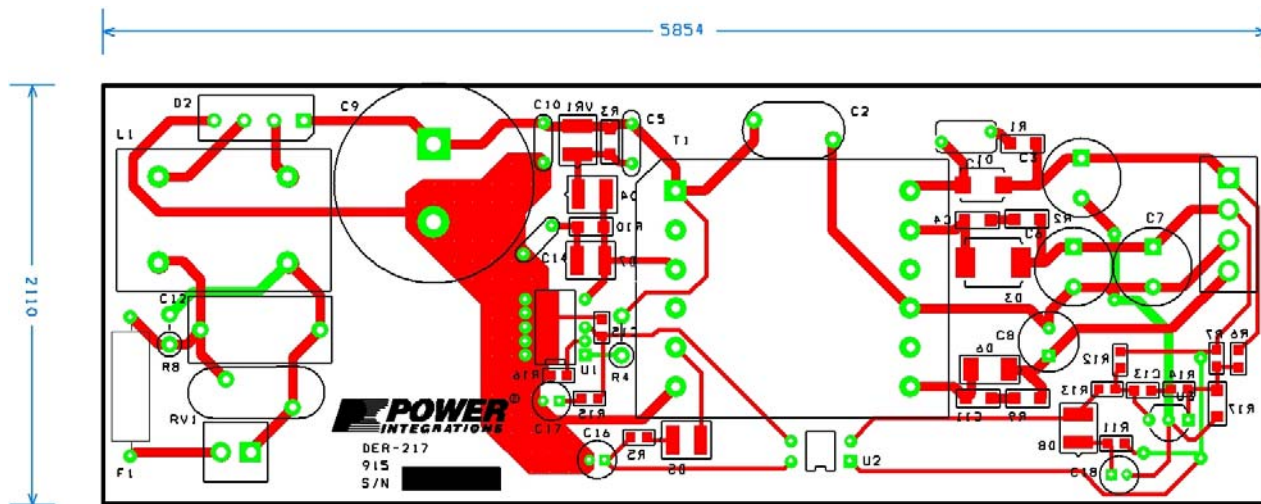 5854
2110
D2
C9
L1
C10
VR1
R3
C5
T1
C2
R1
C3
D1
D4
R10
C14
D7
C4
R2
C6
C7
D3
C12
R8
C15
U1
R4
R16
R15
C17
C8
D6
R7
R6
R12
R14
C13
R13
R17
C11
R9
RV1
F1
POWER®
INTEGRATIONS
DER-217
915
S/N
C16
R5
D5
U2
D8
R11
C18